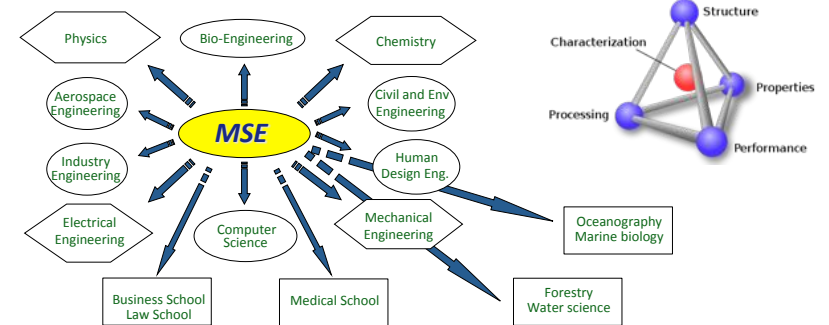 Physics
Bio-Engineering
Chemistry
Aerospace
Engineering
Civil and Env
Engineering
MSE
Industry
Engineering
Human
Design Eng.
Electrical
Engineering
Computer
Science
Mechanical
Engineering
Oceanography
Marine biology
Business School
Law School
Medical School
Forestry
Water science
Structure
Characterization
Properties
Processing
Performance